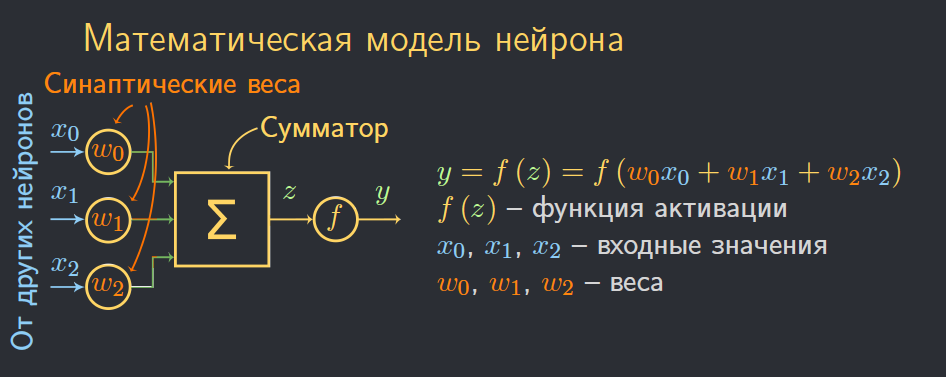 Математическая модель нейрона
Синаптические веса
От других нейронов
x₀
w₀
x₁
w₁
x₂
w₂
Сумматор
Σ
z
f
y
y = f (z) = f (w₀x₀ + w₁x₁ + w₂x₂)
f (z) – функция активации
x₀, x₁, x₂ – входные значения
w₀, w₁, w₂ – веса